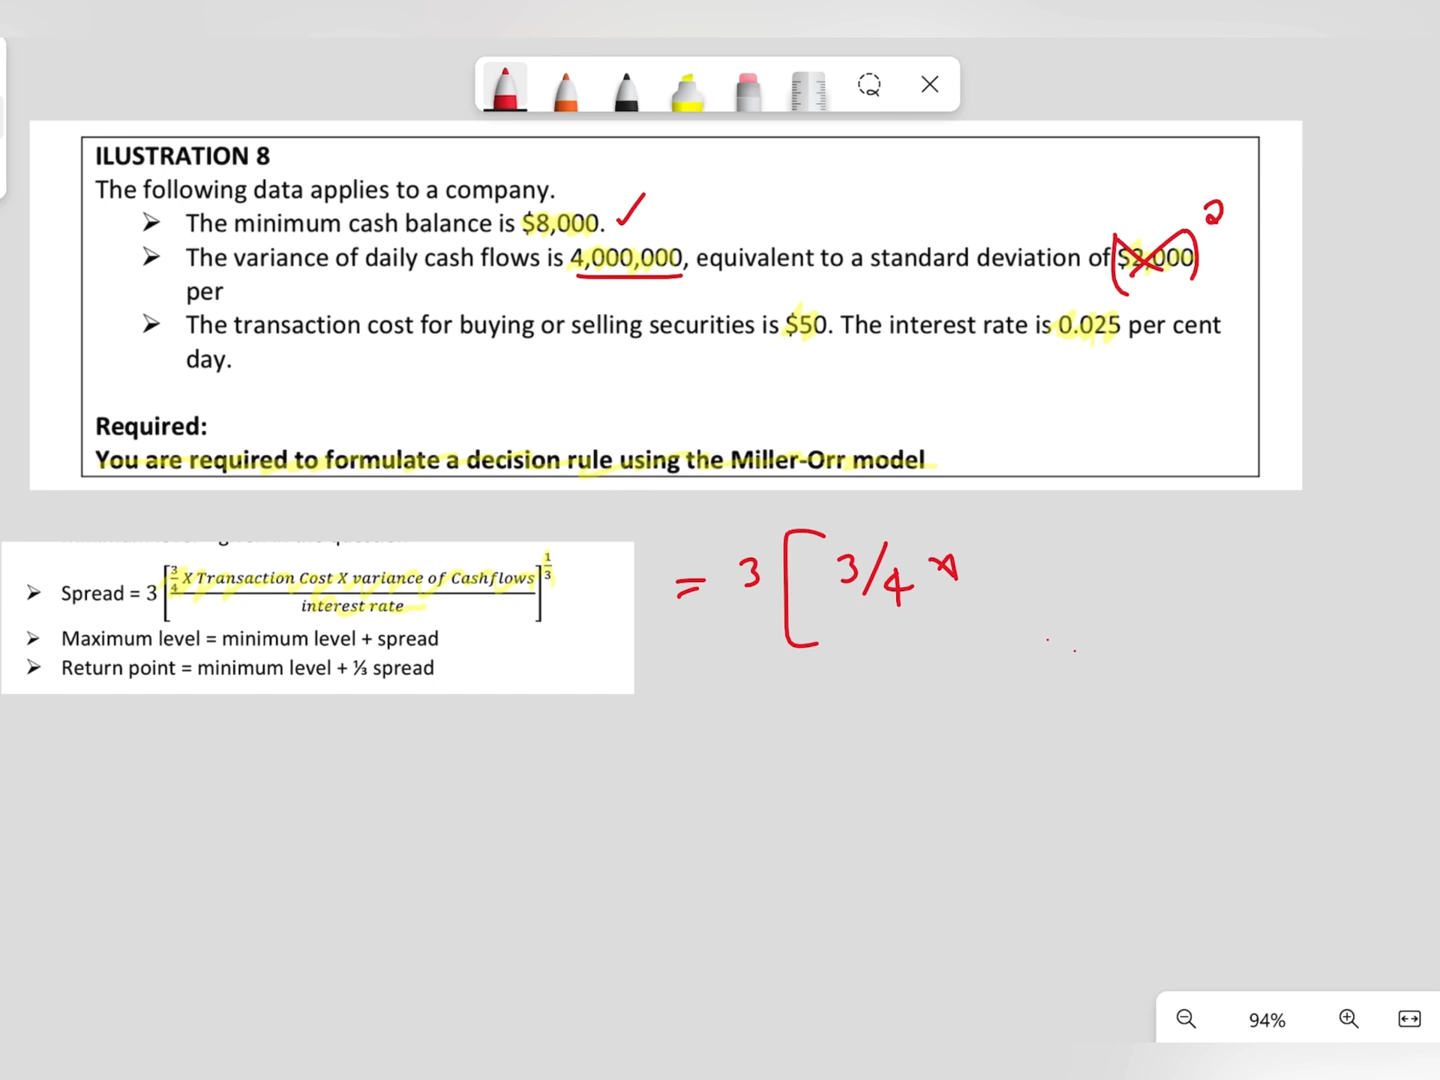 ILUSTRATION 8
The following data applies to a company.
➢ The minimum cash balance is $8,000. ✓
➢ The variance of daily cash flows is 4,000,000, equivalent to a standard deviation of ($2,000)²
per
➢ The transaction cost for buying or selling securities is $50. The interest rate is 0.025 per cent
day.
Required:
You are required to formulate a decision rule using the Miller-Orr model
➢ Spread = 3 [3/4 X Transaction Cost X variance of Cashflows / interest rate]^1/3
= 3 [ 3/4 *
➢ Maximum level = minimum level + spread
➢ Return point = minimum level + ⅓ spread
94%